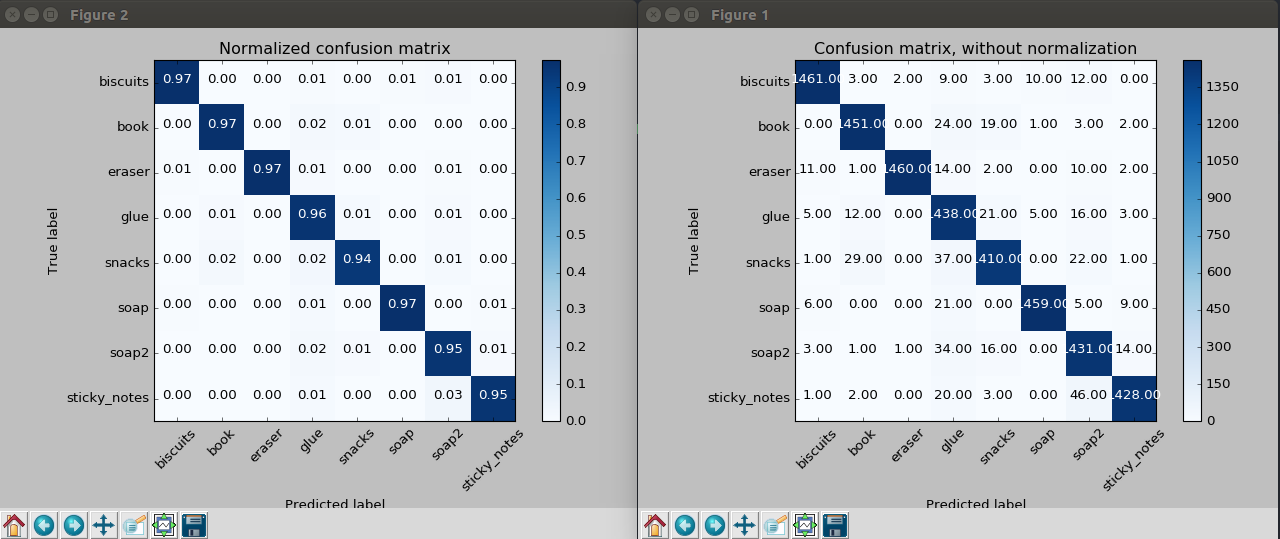 Figure 2
Normalized confusion matrix
True label
biscuits 0.97 0.00 0.00 0.01 0.00 0.01 0.01 0.00
book 0.00 0.97 0.00 0.02 0.01 0.00 0.00 0.00
eraser 0.01 0.00 0.97 0.01 0.00 0.00 0.01 0.00
glue 0.00 0.01 0.00 0.96 0.01 0.00 0.01 0.00
snacks 0.00 0.02 0.00 0.02 0.94 0.00 0.01 0.00
soap 0.00 0.00 0.00 0.01 0.00 0.97 0.00 0.01
soap2 0.00 0.00 0.00 0.02 0.01 0.00 0.95 0.01
sticky_notes 0.00 0.00 0.00 0.01 0.00 0.00 0.03 0.95
biscuits book eraser glue snacks soap soap2 sticky_notes
Predicted label
0.9
0.8
0.7
0.6
0.5
0.4
0.3
0.2
0.1
0.0
Figure 1
Confusion matrix, without normalization
True label
biscuits 1461.00 3.00 2.00 9.00 3.00 10.00 12.00 0.00
book 0.00 1451.00 0.00 24.00 19.00 1.00 3.00 2.00
eraser 11.00 1.00 1460.00 14.00 2.00 0.00 10.00 2.00
glue 5.00 12.00 0.00 1438.00 21.00 5.00 16.00 3.00
snacks 1.00 29.00 0.00 37.00 1410.00 0.00 22.00 1.00
soap 6.00 0.00 0.00 21.00 0.00 1459.00 5.00 9.00
soap2 3.00 1.00 1.00 34.00 16.00 0.00 1431.00 14.00
sticky_notes 1.00 2.00 0.00 20.00 3.00 0.00 46.00 1428.00
biscuits book eraser glue snacks soap soap2 sticky_notes
Predicted label
1350
1200
1050
900
750
600
450
300
150
0